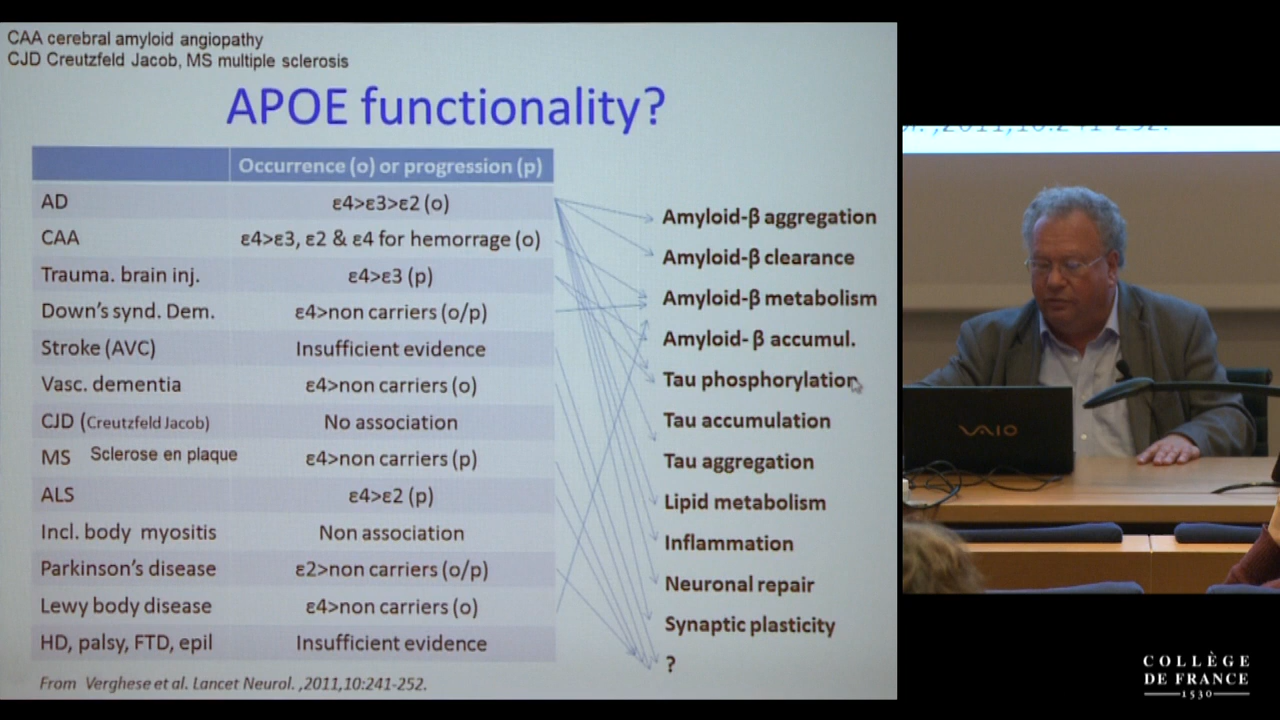 CAA cerebral amyloid angiopathy
CJD Creutzfeld Jacob, MS multiple sclerosis
APOE functionality?
Occurrence (o) or progression (p)
AD ε4>ε3>ε2 (o)
CAA ε4>ε3, ε2 & ε4 for hemorrage (o)
Trauma. brain inj. ε4>ε3 (p)
Down's synd. Dem. ε4>non carriers (o/p)
Stroke (AVC) Insufficient evidence
Vasc. dementia ε4>non carriers (o)
CJD (Creutzfeld Jacob) No association
MS Sclerose en plaque ε4>non carriers (p)
ALS ε4>ε2 (p)
Incl. body myositis Non association
Parkinson's disease ε2>non carriers (o/p)
Lewy body disease ε4>non carriers (o)
HD, palsy, FTD, epil Insufficient evidence
Amyloid-β aggregation
Amyloid-β clearance
Amyloid-β metabolism
Amyloid- β accumul.
Tau phosphorylation
Tau accumulation
Tau aggregation
Lipid metabolism
Inflammation
Neuronal repair
Synaptic plasticity
?
From Verghese et al. Lancet Neurol. ,2011,10:241-252.
r. ,2011,10:241-252.
VAIO
COLLÈGE
DE FRANCE
1530